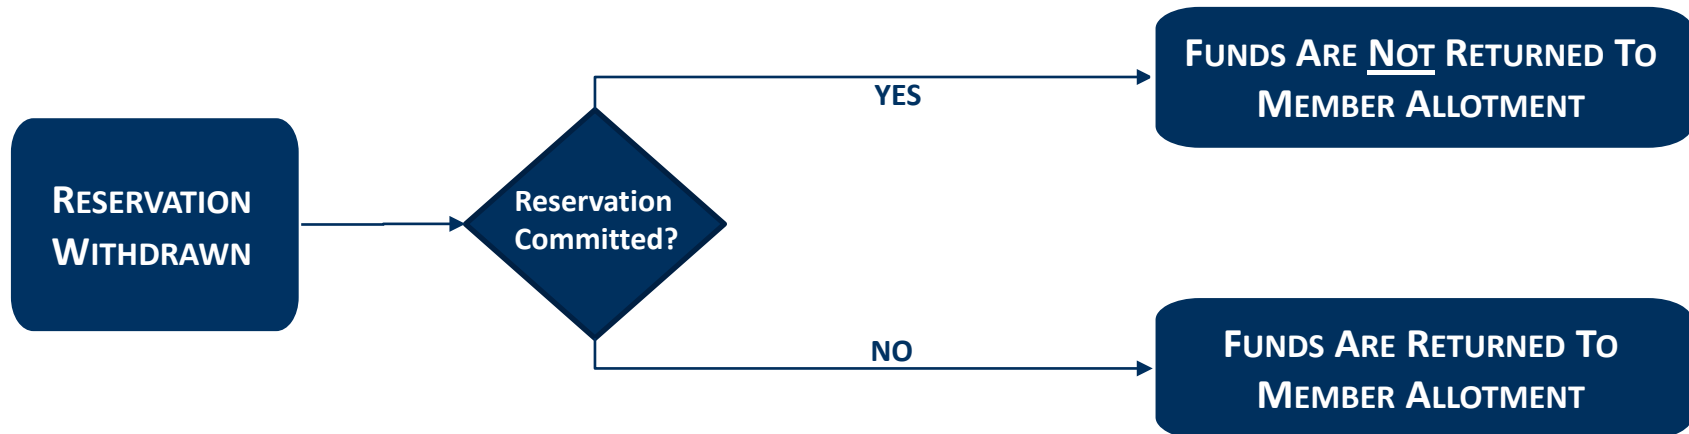 RESERVATION
WITHDRAWN
Reservation
Committed?
YES
FUNDS ARE NOT RETURNED TO
MEMBER ALLOTMENT
NO
FUNDS ARE RETURNED TO
MEMBER ALLOTMENT